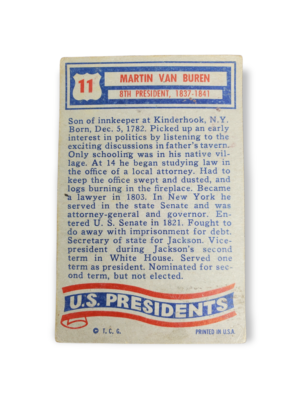 11
MARTIN VAN BUREN
8TH PRESIDENT, 1837-1841
Son of innkeeper at Kinderhook, N.Y.
Born, Dec. 5, 1782. Picked up an early
interest in politics by listening to the
exciting discussions in father's tavern.
Only schooling was in his native vil-
lage. At 14 he began studying law in
the office of a local attorney. Had to
keep the office swept and dusted, and
logs burning in the fireplace. Became
a lawyer in 1803. In New York he
served in the state Senate and was
attorney-general and governor. En-
tered U. S. Senate in 1821. Fought to
do away with imprisonment for debt.
Secretary of state for Jackson. Vice-
president during Jackson's second
term in White House. Served one
term as president. Nominated for sec-
ond term, but not elected.
U.S. PRESIDENTS
© T. C. G.
PRINTED IN U.S.A.